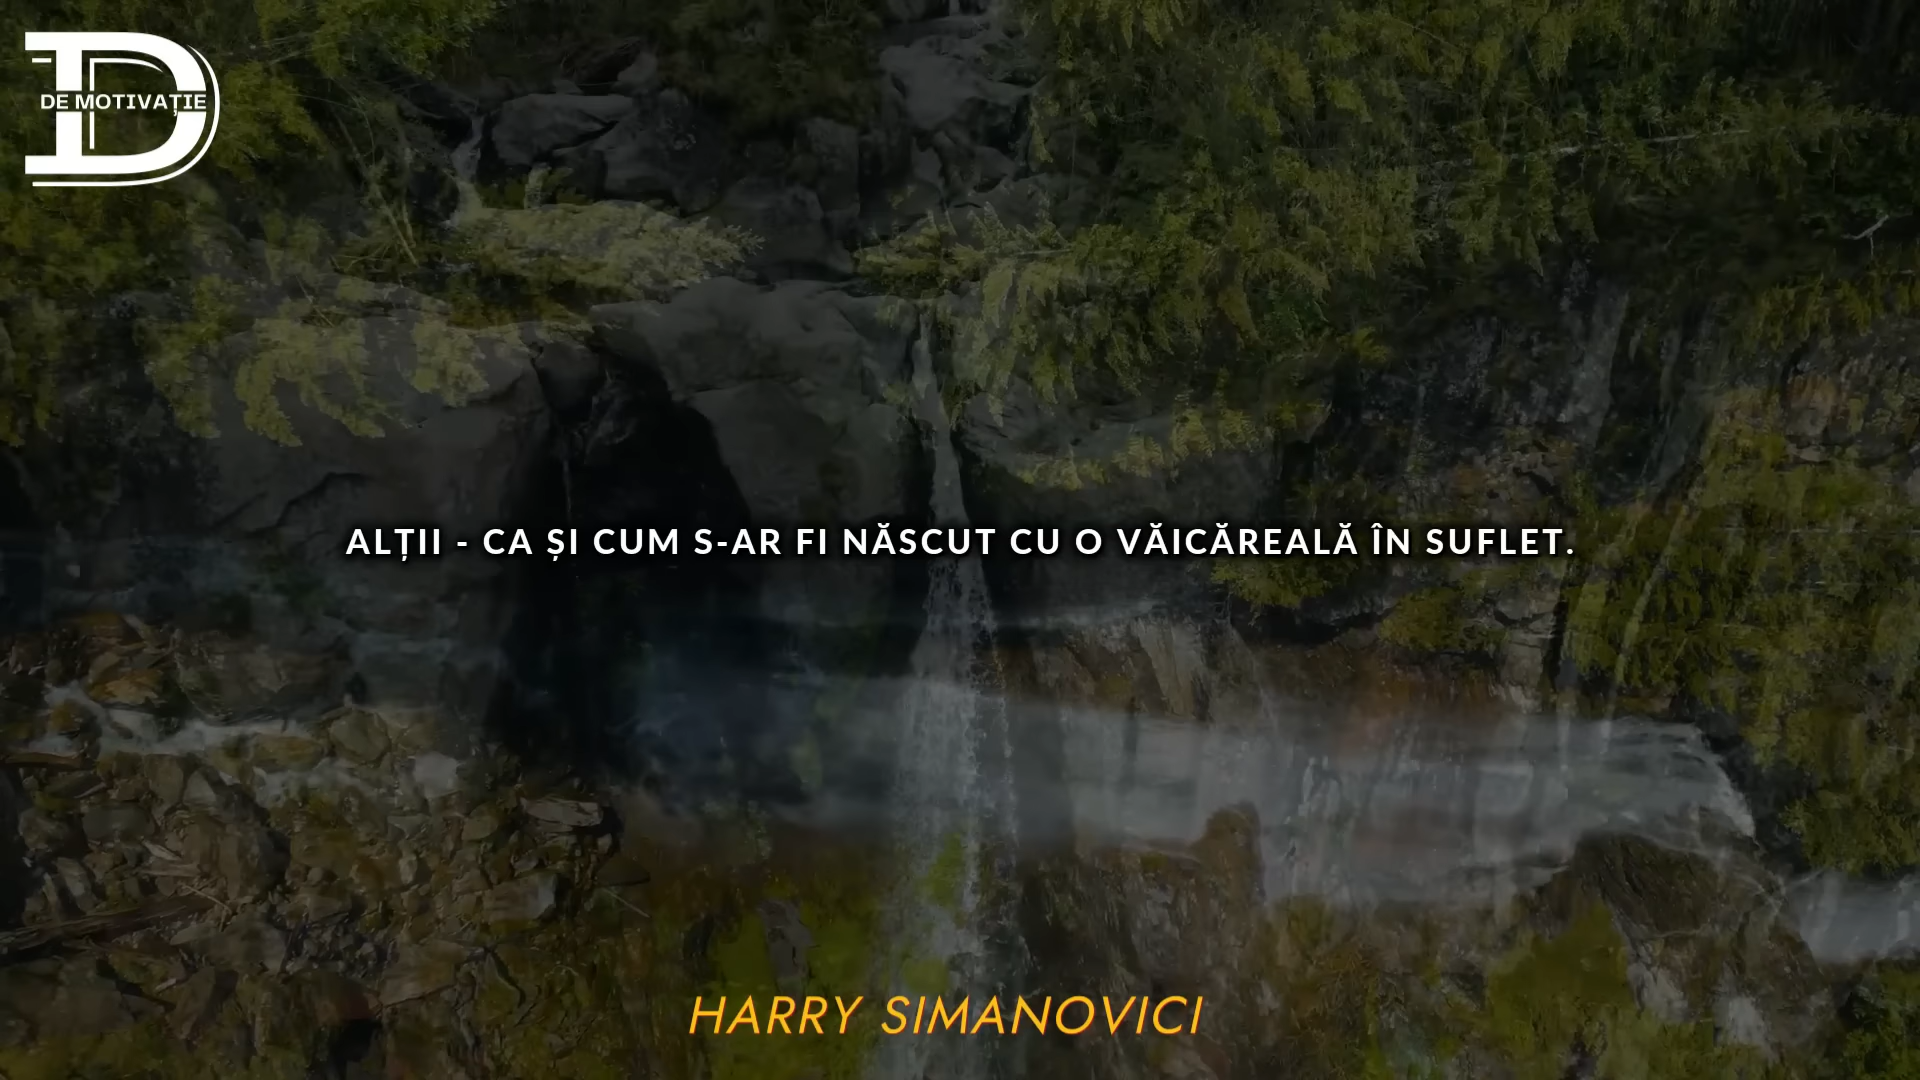 DE MOTIVAȚIE
ALȚII - CA ȘI CUM S-AR FI NĂSCUT CU O VĂICĂREALĂ ÎN SUFLET.
HARRY SIMANOVICI